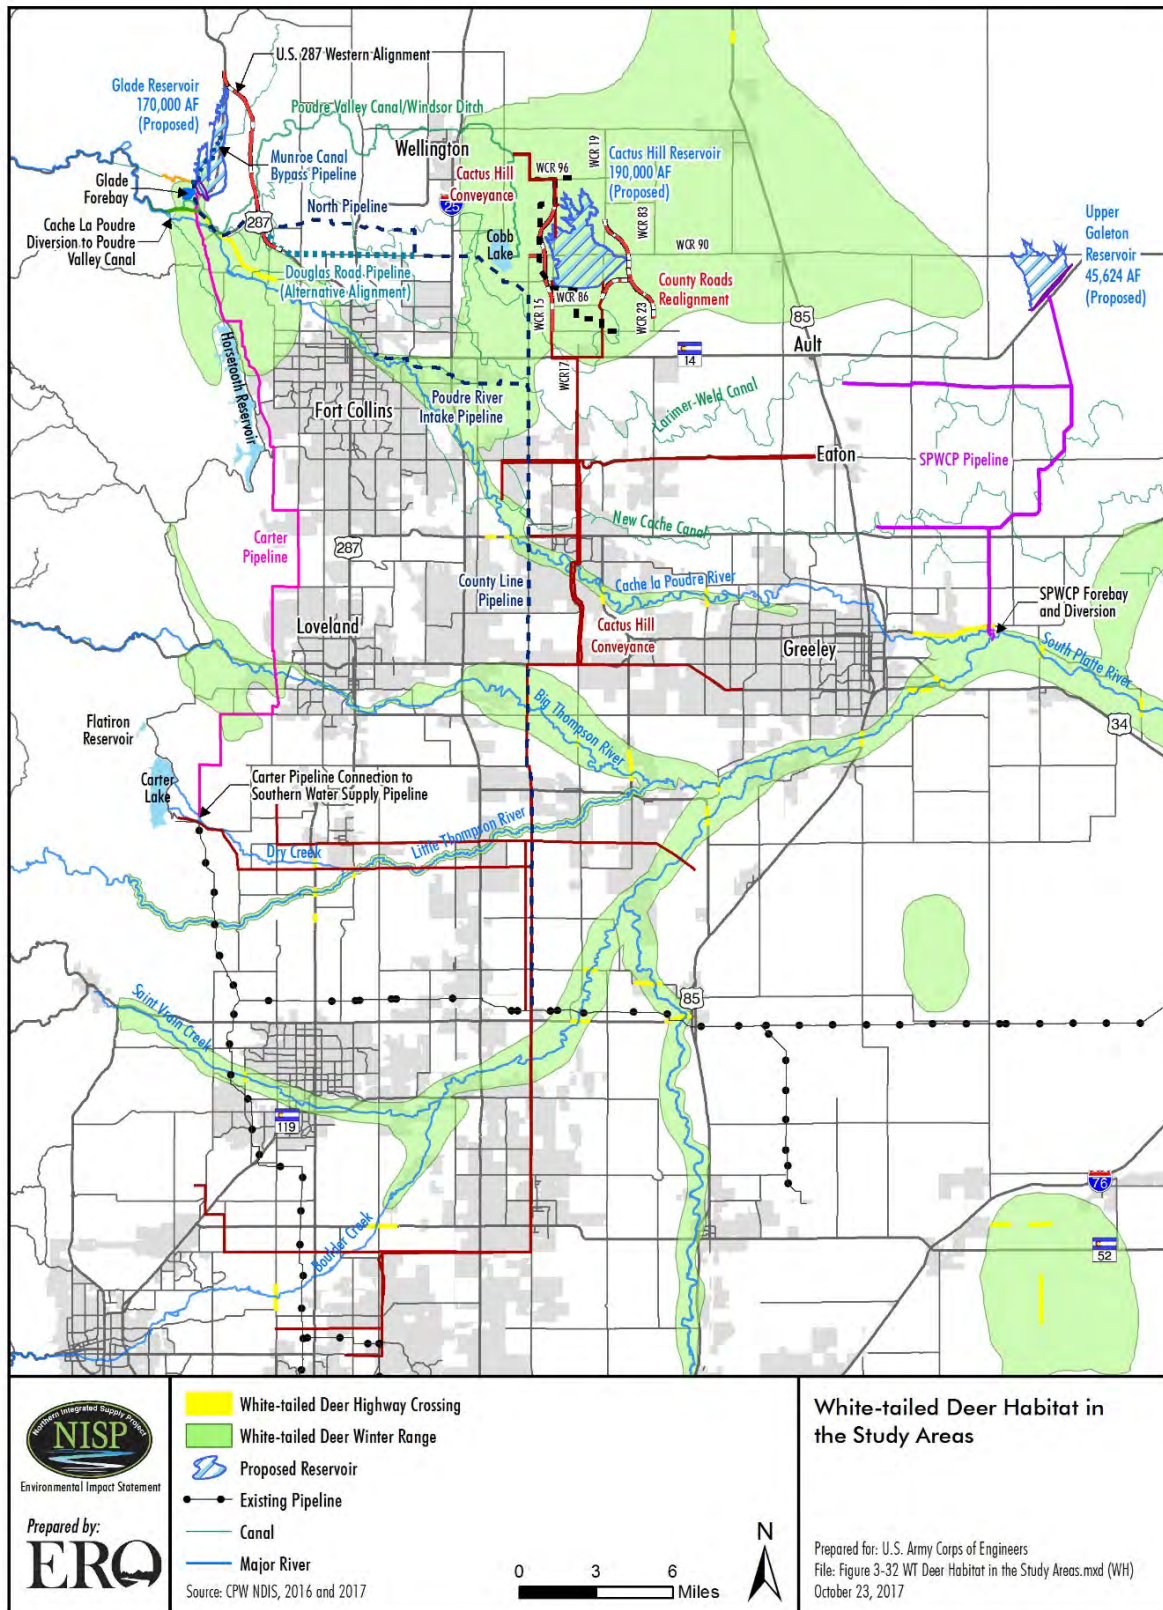 U.S. 287 Western Alignment
Glade Reservoir
170,000 AF
(Proposed)
Poudre Valley Canal/Windsor Ditch
Wellington
Munroe Canal
Bypass Pipeline
Glade
Forebay
Cactus Hill
Conveyance
WCR 96
WCR 19
Cactus Hill Reservoir
190,000 AF
(Proposed)
North Pipeline
25
287
Cache La Poudre
Diversion to Poudre
Valley Canal
Cobb
Lake
WCR 83
WCR 90
Upper
Galeton
Reservoir
45,624 AF
(Proposed)
Douglas Road Pipeline
(Alternative Alignment)
County Roads
Realignment
WCR 86
WCR 15
WCR 23
85
Ault
14
Horsetooth Reservoir
WCR17
Fort Collins
Poudre River
Intake Pipeline
Larimer-Weld Canal
Eaton
SPWCP Pipeline
New Cache Canal
Carter
Pipeline
287
County Line
Pipeline
Cache la Poudre River
SPWCP Forebay
and Diversion
Loveland
Cactus Hill
Conveyance
Greeley
South Platte River
Big Thompson River
34
Flatiron
Reservoir
Carter
Lake
Carter Pipeline Connection to
Southern Water Supply Pipeline
Dry Creek
Little Thompson River
Saint Vrain Creek
85
119
76
Boulder Creek
52
Northern Integrated Supply Project
NISP
Environmental Impact Statement
Prepared by:
ERO
White-tailed Deer Highway Crossing
White-tailed Deer Winter Range
Proposed Reservoir
Existing Pipeline
Canal
Major River
Source: CPW NDIS, 2016 and 2017
0 3 6
Miles
N
White-tailed Deer Habitat in
the Study Areas
Prepared for: U.S. Army Corps of Engineers
File: Figure 3-32 WT Deer Habitat in the Study Areas.mxd (WH)
October 23, 2017